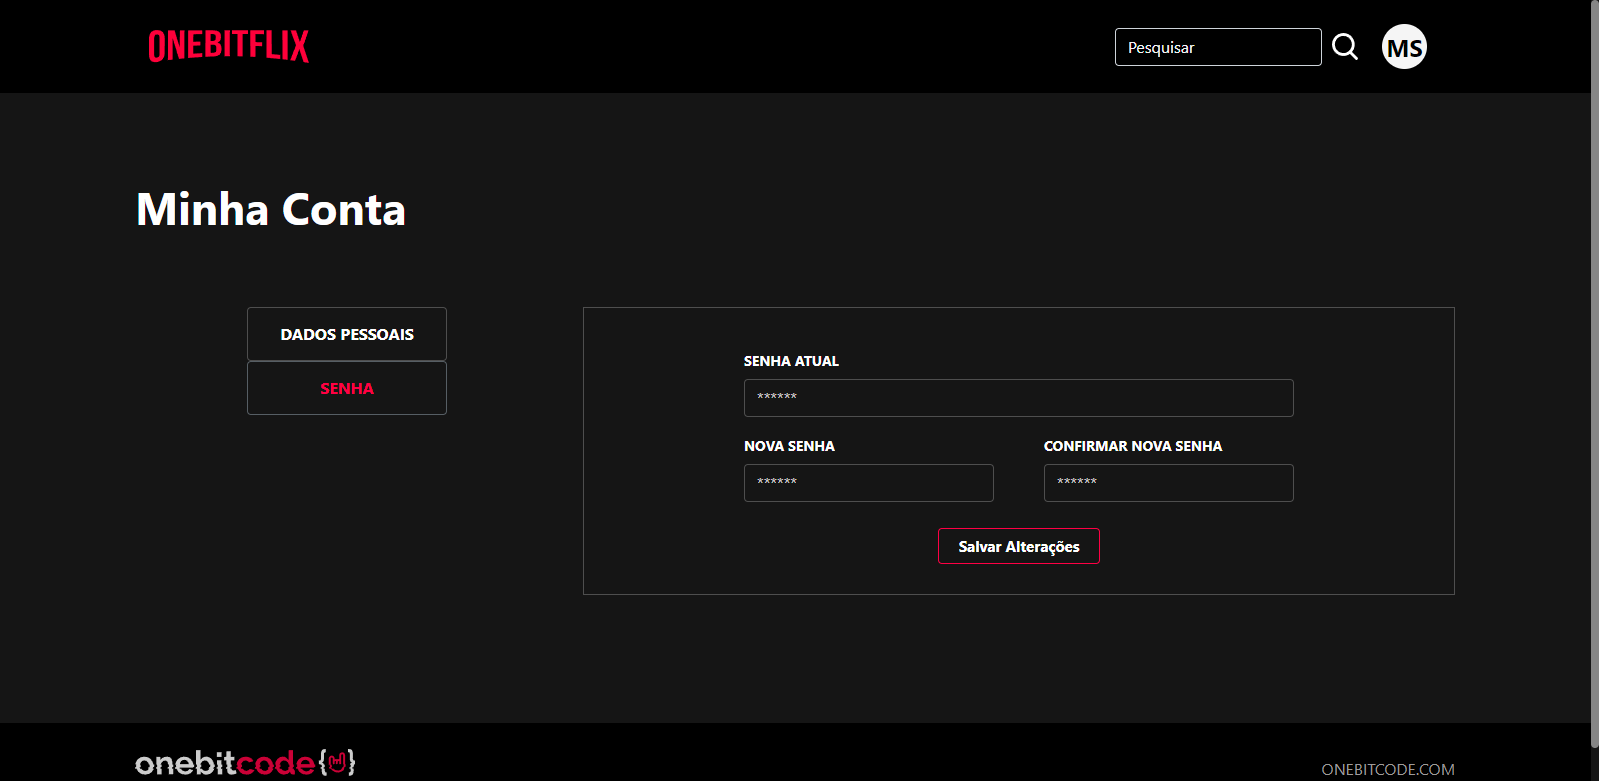 ONEBITFLIX
Pesquisar
MS
Minha Conta
DADOS PESSOAIS
SENHA
SENHA ATUAL
******
NOVA SENHA
CONFIRMAR NOVA SENHA
******
******
Salvar Alterações
onebitcode{}
ONEBITCODE.COM